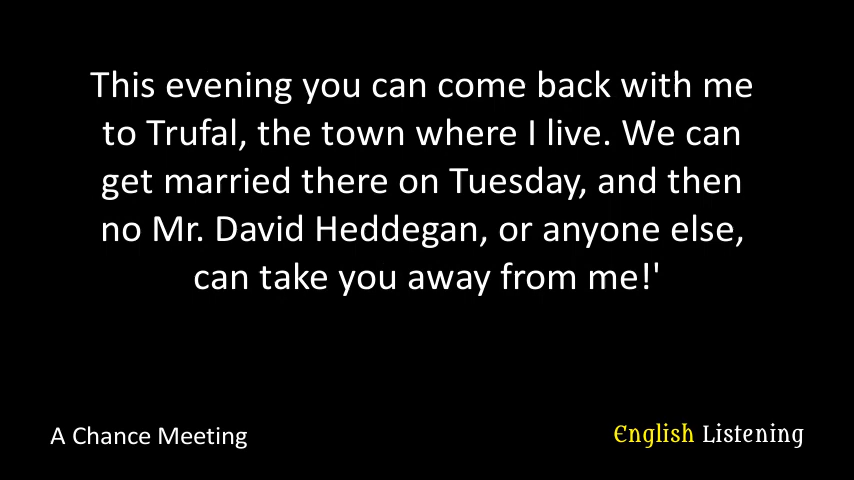 This evening you can come back with me
to Trufal, the town where I live. We can
get married there on Tuesday, and then
no Mr. David Heddegan, or anyone else,
can take you away from me!'
A Chance Meeting
English Listening